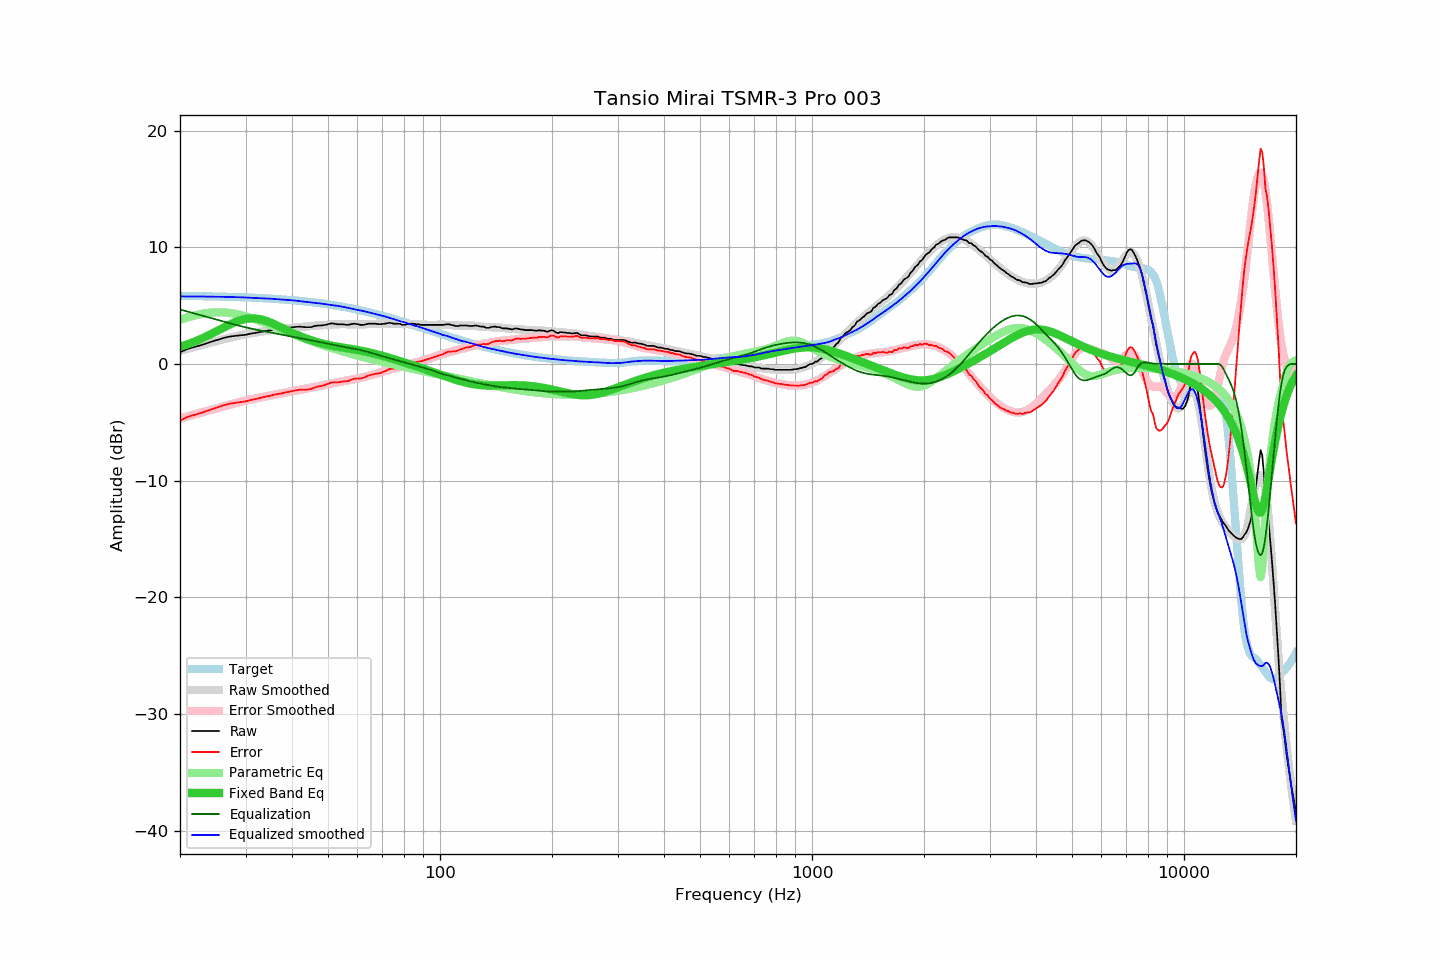 Tansio Mirai TSMR-3 Pro 003
20
10
0
−10
−20
−30
−40
Amplitude (dBr)
Target
Raw Smoothed
Error Smoothed
Raw
Error
Parametric Eq
Fixed Band Eq
Equalization
Equalized smoothed
100
1000
10000
Frequency (Hz)